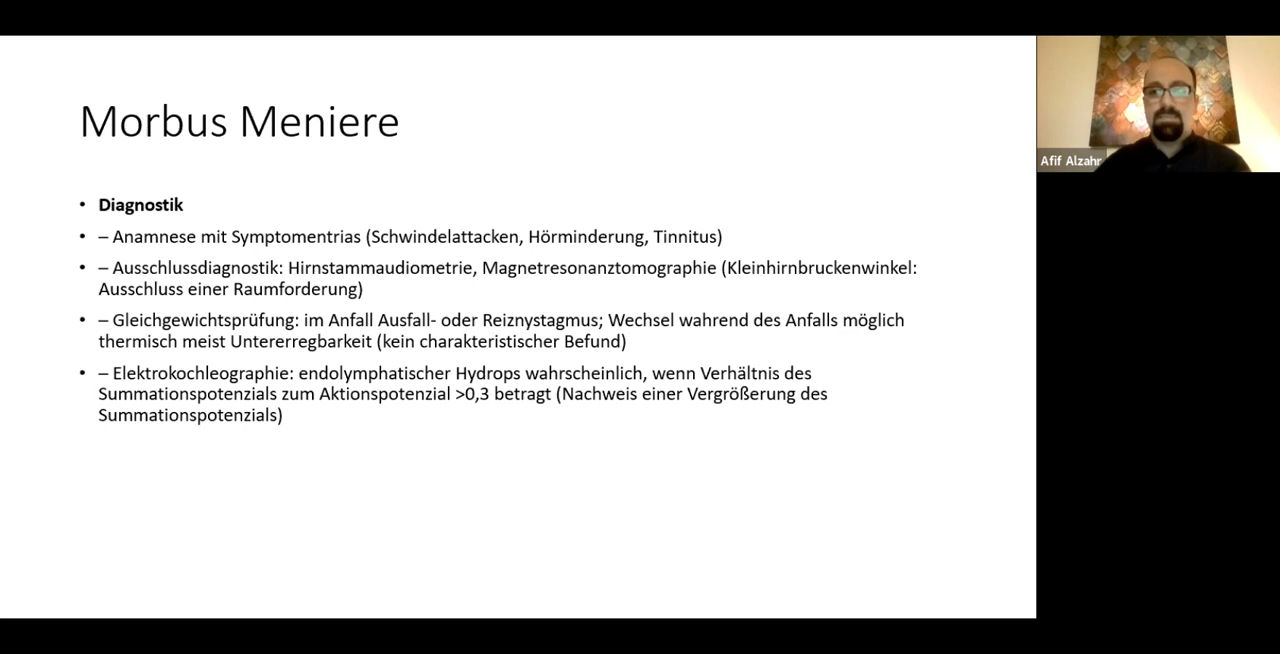 Morbus Meniere
• Diagnostik
• – Anamnese mit Symptomentrias (Schwindelattacken, Hörminderung, Tinnitus)
• – Ausschlussdiagnostik: Hirnstammaudiometrie, Magnetresonanztomographie (Kleinhirnbruckenwinkel:
Ausschluss einer Raumforderung)
• – Gleichgewichtsprüfung: im Anfall Ausfall- oder Reiznystagmus; Wechsel wahrend des Anfalls möglich
thermisch meist Untererregbarkeit (kein charakteristischer Befund)
• – Elektrokochleographie: endolymphatischer Hydrops wahrscheinlich, wenn Verhältnis des
Summationspotenzials zum Aktionspotenzial >0,3 betragt (Nachweis einer Vergrößerung des
Summationspotenzials)
Afif Alzahr